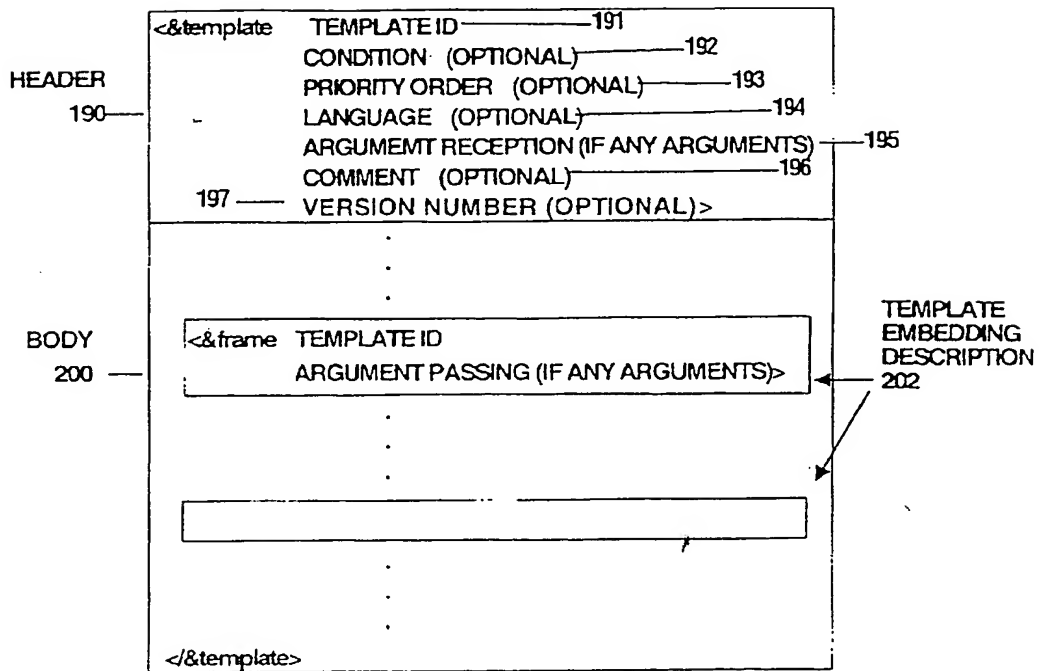 <&template TEMPLATE ID 191
CONDITION (OPTIONAL) 192
HEADER PRIORITY ORDER (OPTIONAL) 193
190 LANGUAGE (OPTIONAL) 194
ARGUMEMT RECEPTION (IF ANY ARGUMENTS) 195
COMMENT (OPTIONAL) 196
197 VERSION NUMBER (OPTIONAL)>
BODY
200
<&frame TEMPLATE ID
ARGUMENT PASSING (IF ANY ARGUMENTS)>
TEMPLATE
EMBEDDING
DESCRIPTION
202
</&template>